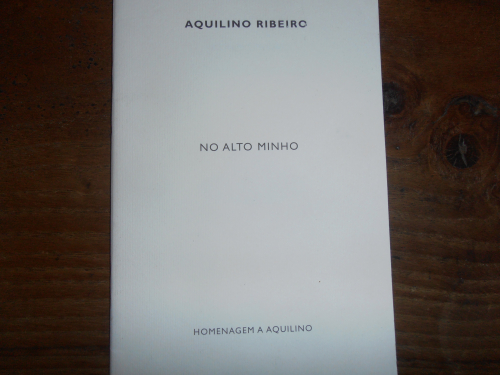 AQUILINO RIBEIRO
NO ALTO MINHO
HOMENAGEM A AQUILINO